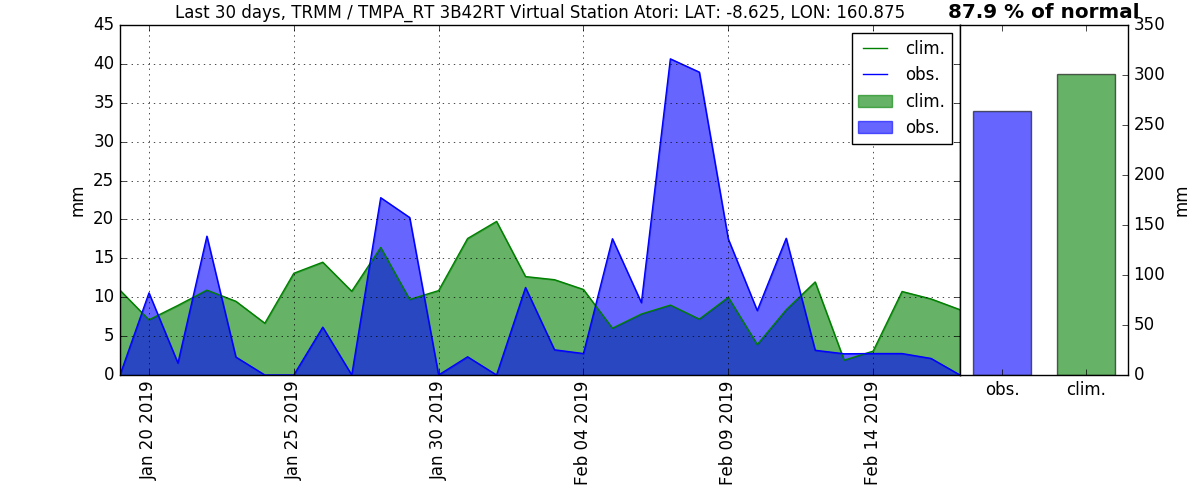 Last 30 days, TRMM / TMPA_RT 3B42RT Virtual Station Atori: LAT: -8.625, LON: 160.875
87.9 % of normal
45
40
35
30
25
20
15
10
5
0
mm
clim.
obs.
clim.
obs.
Jan 20 2019
Jan 25 2019
Jan 30 2019
Feb 04 2019
Feb 09 2019
Feb 14 2019
350
300
250
200
150
100
50
0
mm
obs.
clim.